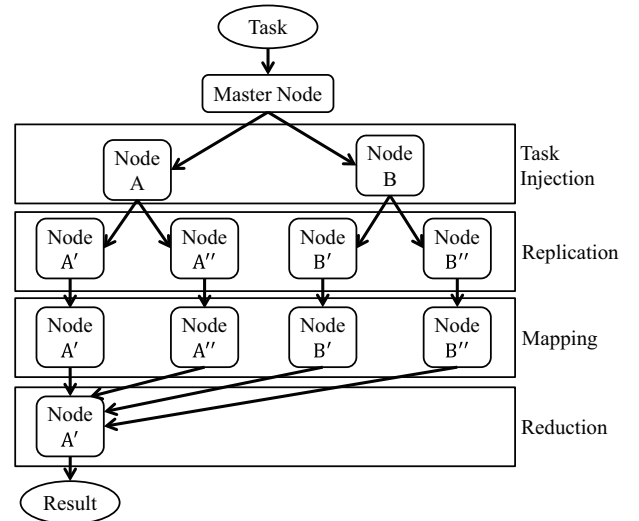 Task
Master Node
Node
A
Node
B
Task
Injection
Node
A′
Node
A′′
Node
B′
Node
B′′
Replication
Node
A′
Node
A′′
Node
B′
Node
B′′
Mapping
Node
A′
Reduction
Result